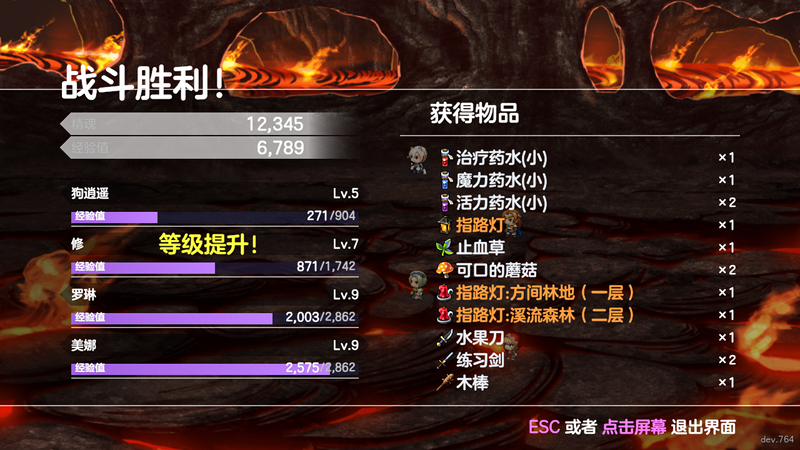 战斗胜利！
精魂 12,345
经验值 6,789
狗逍遥 Lv.5
经验值 271/904
修 等级提升！ Lv.7
经验值 871/1,742
罗琳 Lv.9
经验值 2,003/2,862
美娜 Lv.9
经验值 2,575/2,862
获得物品
治疗药水(小) ×1
魔力药水(小) ×1
活力药水(小) ×2
指路灯 ×1
止血草 ×1
可口的蘑菇 ×2
指路灯:方间林地（一层） ×1
指路灯:溪流森林（二层） ×1
水果刀 ×1
练习剑 ×2
木棒 ×1
ESC 或者 点击屏幕 退出界面
dev.764